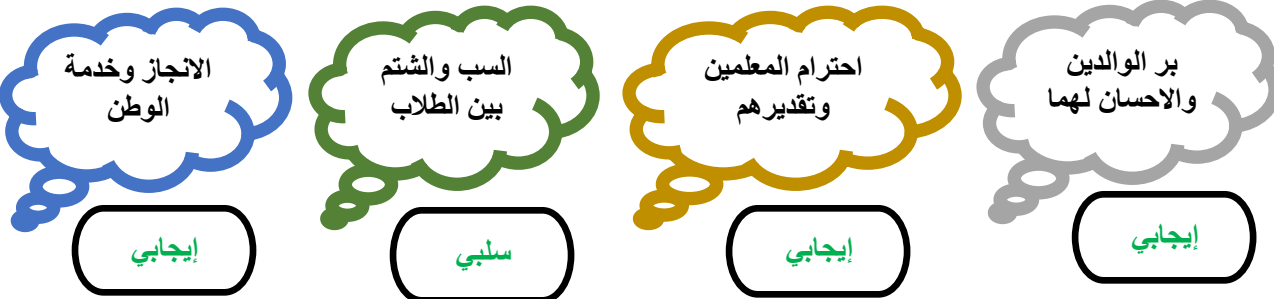 بر الوالدين
والاحسان لهما
احترام المعلمين
وتقديرهم
السب والشتم
بين الطلاب
الانجاز وخدمة
الوطن
إيجابي
إيجابي
سلبي
إيجابي